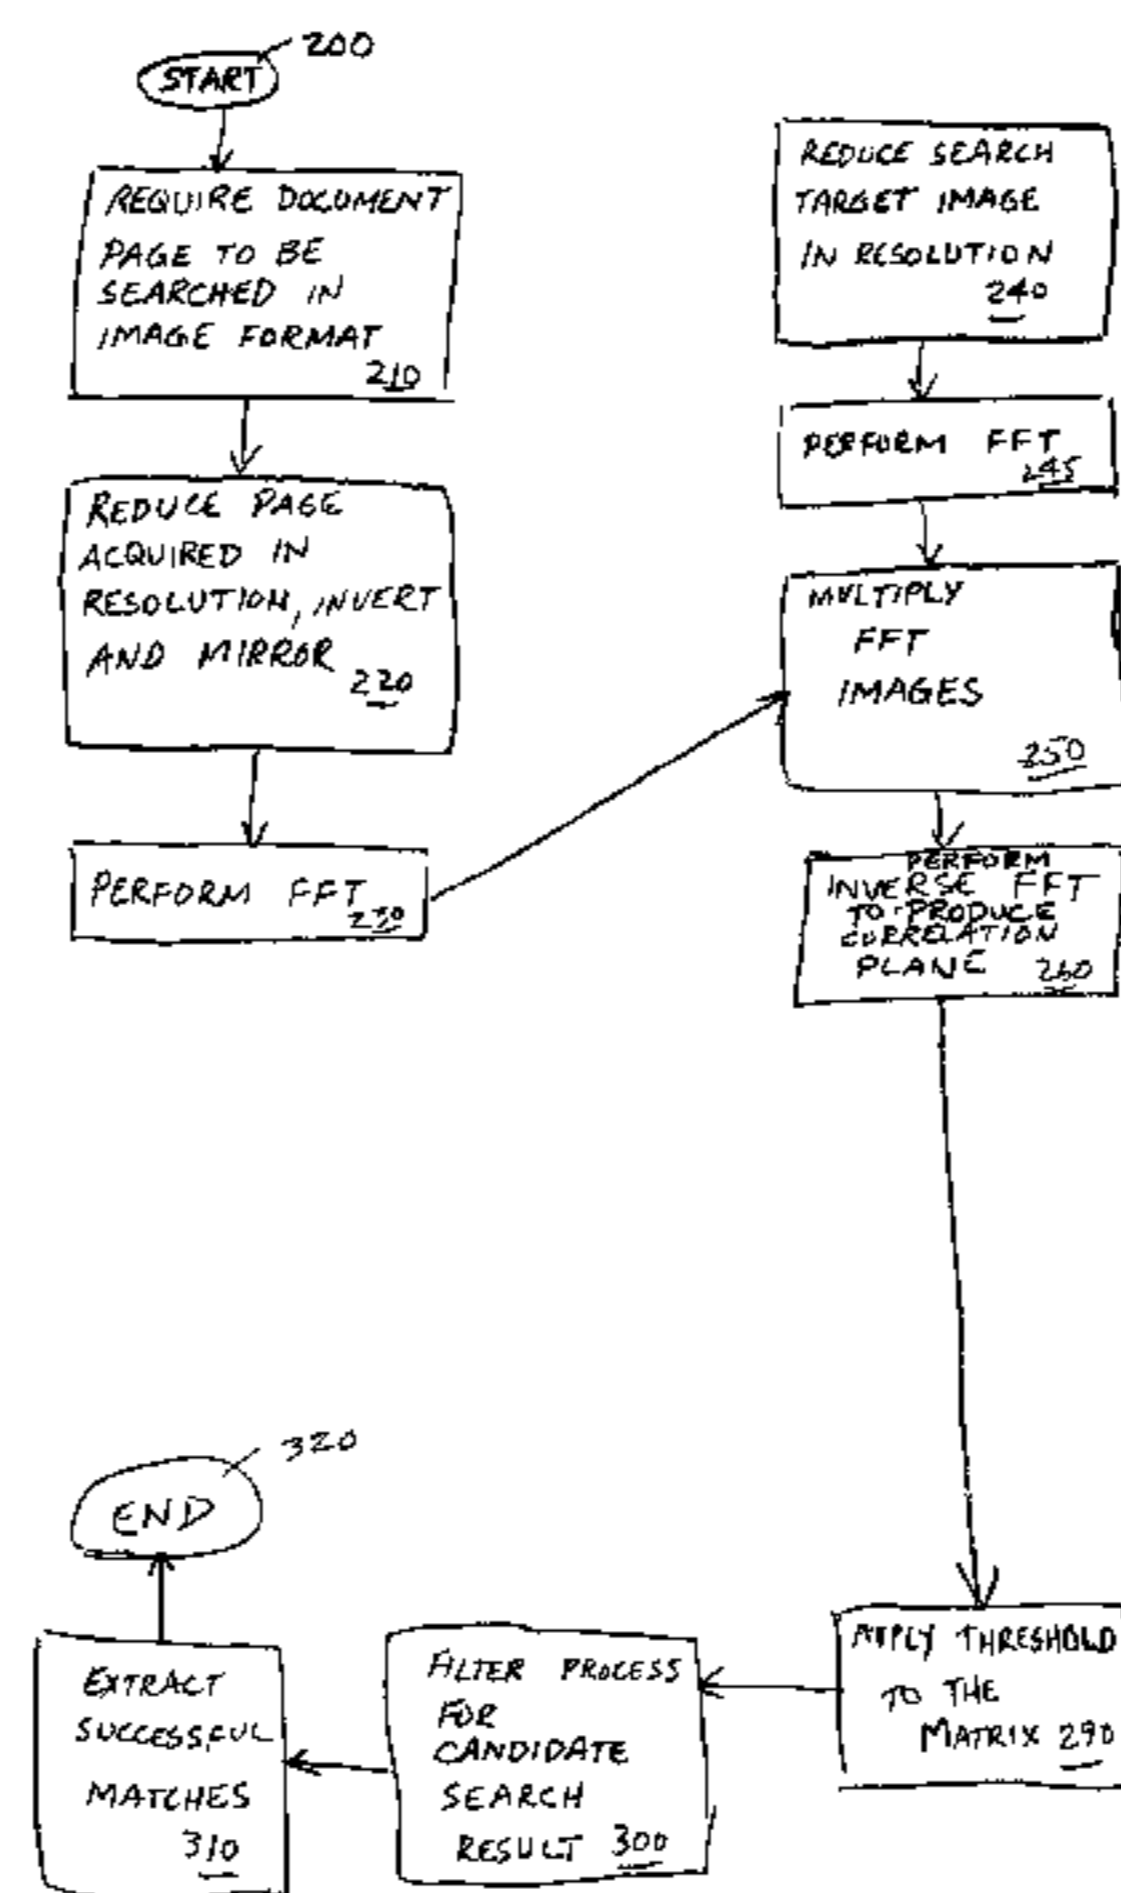 200
START
REQUIRE DOCUMENT
PAGE TO BE
SEARCHED IN
IMAGE FORMAT
210
REDUCE PAGE
ACQUIRED IN
RESOLUTION, INVERT
AND MIRROR
220
PERFORM FFT
230
REDUCE SEARCH
TARGET IMAGE
IN RESOLUTION
240
PERFORM FFT
245
MULTIPLY
FFT
IMAGES
250
PERFORM
INVERSE FFT
TO PRODUCE
CORRELATION
PLANE 260
APPLY THRESHOLD
TO THE
MATRIX 290
FILTER PROCESS
FOR
CANDIDATE
SEARCH
RESULT 300
EXTRACT
SUCCESSFUL
MATCHES
310
320
END